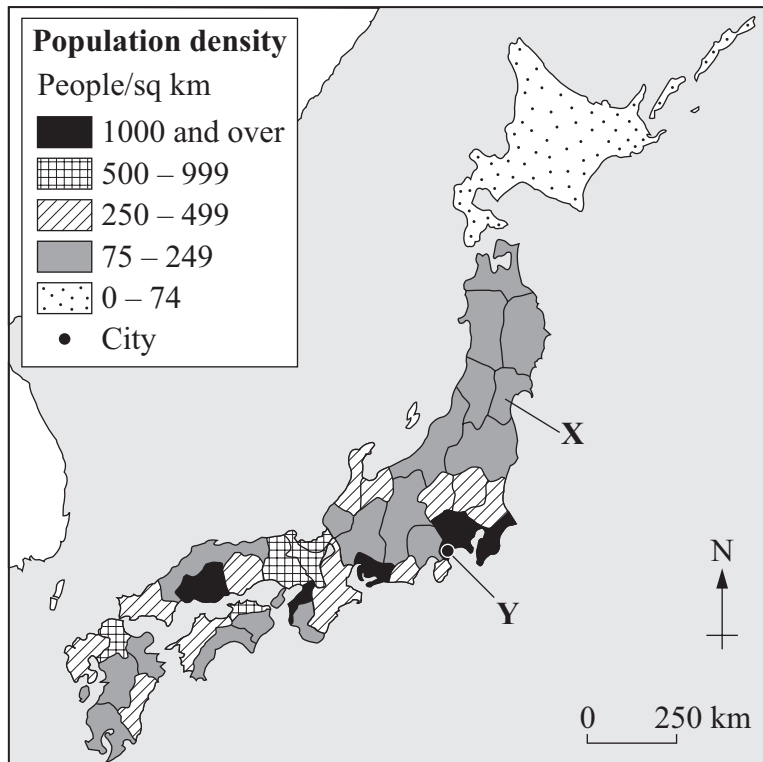 Population density
People/sq km
1000 and over
500 – 999
250 – 499
75 – 249
0 – 74
City
X
N
Y
0 250 km